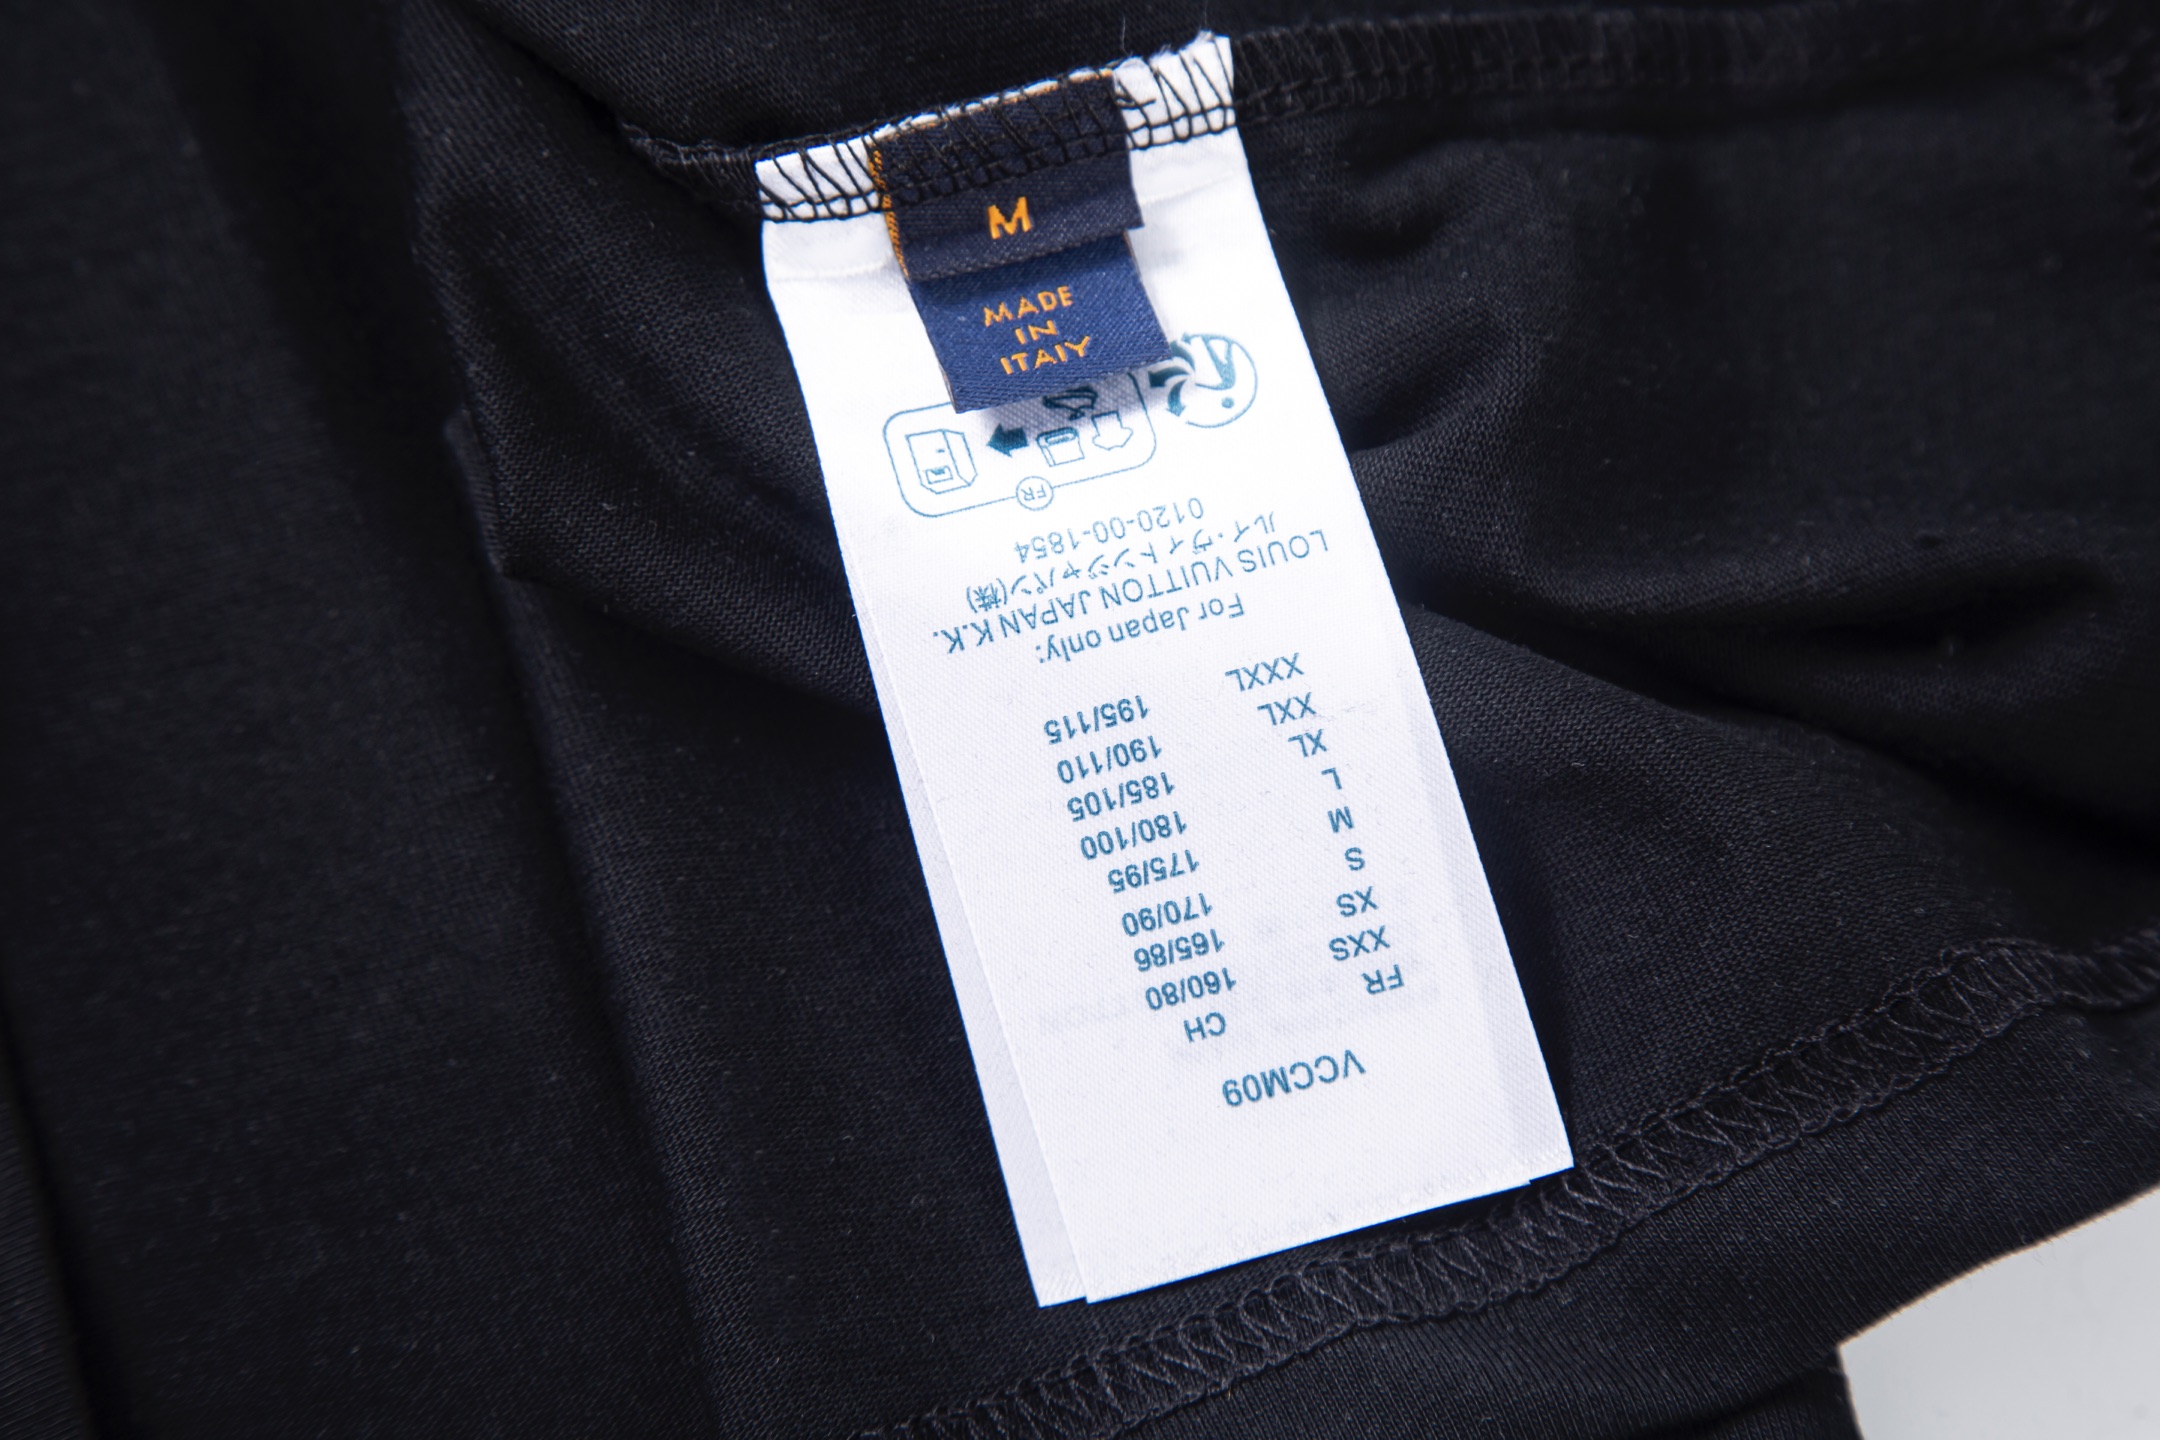 M
MADE
IN
ITAIY
VCCM09
FR CH
XXS 160/80
XS 165/86
S 170/90
M 175/95
L 180/100
XL 185/105
XXL 190/110
XXXL 195/115
For Japan only:
LOUIS VUITTON JAPAN K.K.
ルイ・ヴィトンジャパン(株)
0120-00-1854
FR